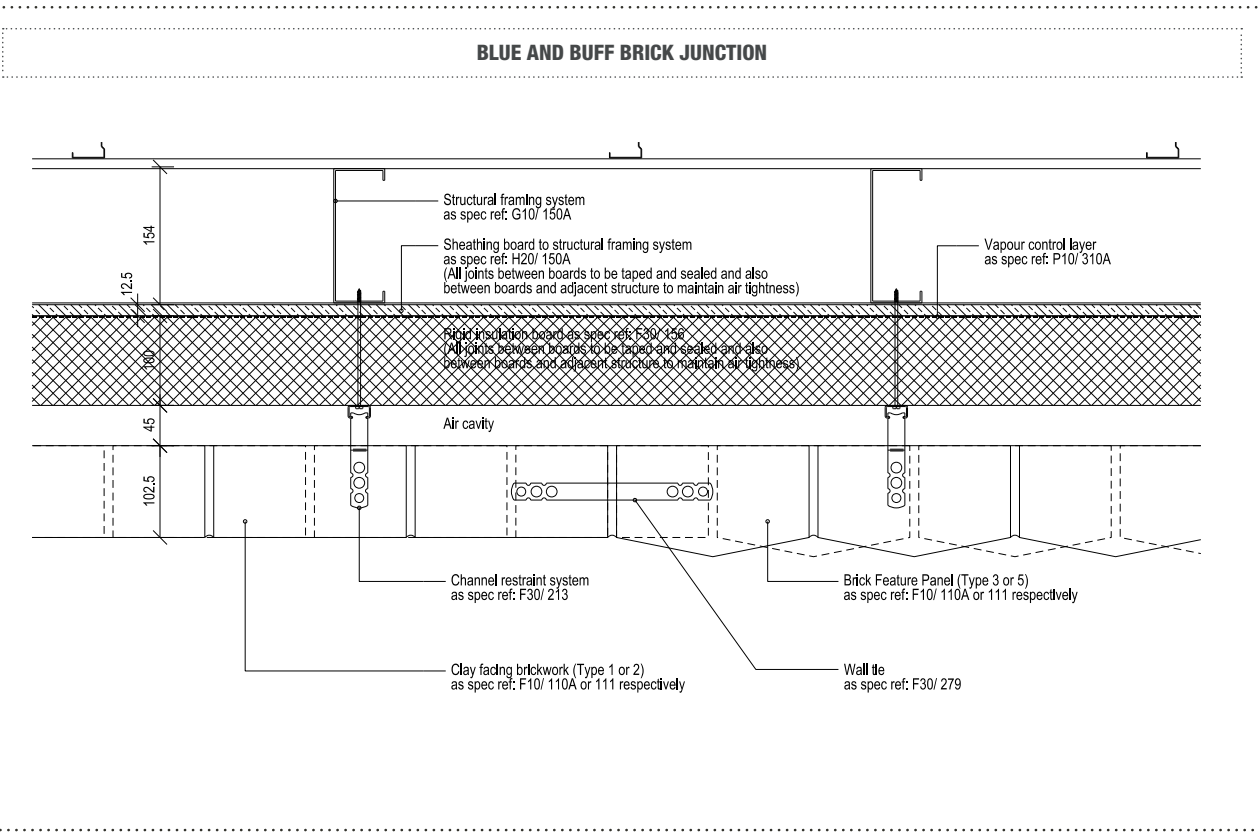 BLUE AND BUFF BRICK JUNCTION
Structural framing system
as spec ref: G10/ 150A
154
Sheathing board to structural framing system
as spec ref: H20/ 150A
(All joints between boards to be taped and sealed and also
between boards and adjacent structure to maintain air tightness)
Vapour control layer
as spec ref: P10/ 310A
12.5
Rigid insulation board as spec ref: F30/ 156
(All joints between boards to be taped and sealed and also
between boards and adjacent structure to maintain air tightness)
100
45
Air cavity
102.5
Channel restraint system
as spec ref: F30/ 213
Brick Feature Panel (Type 3 or 5)
as spec ref: F10/ 110A or 111 respectively
Clay facing brickwork (Type 1 or 2)
as spec ref: F10/ 110A or 111 respectively
Wall tie
as spec ref: F30/ 279